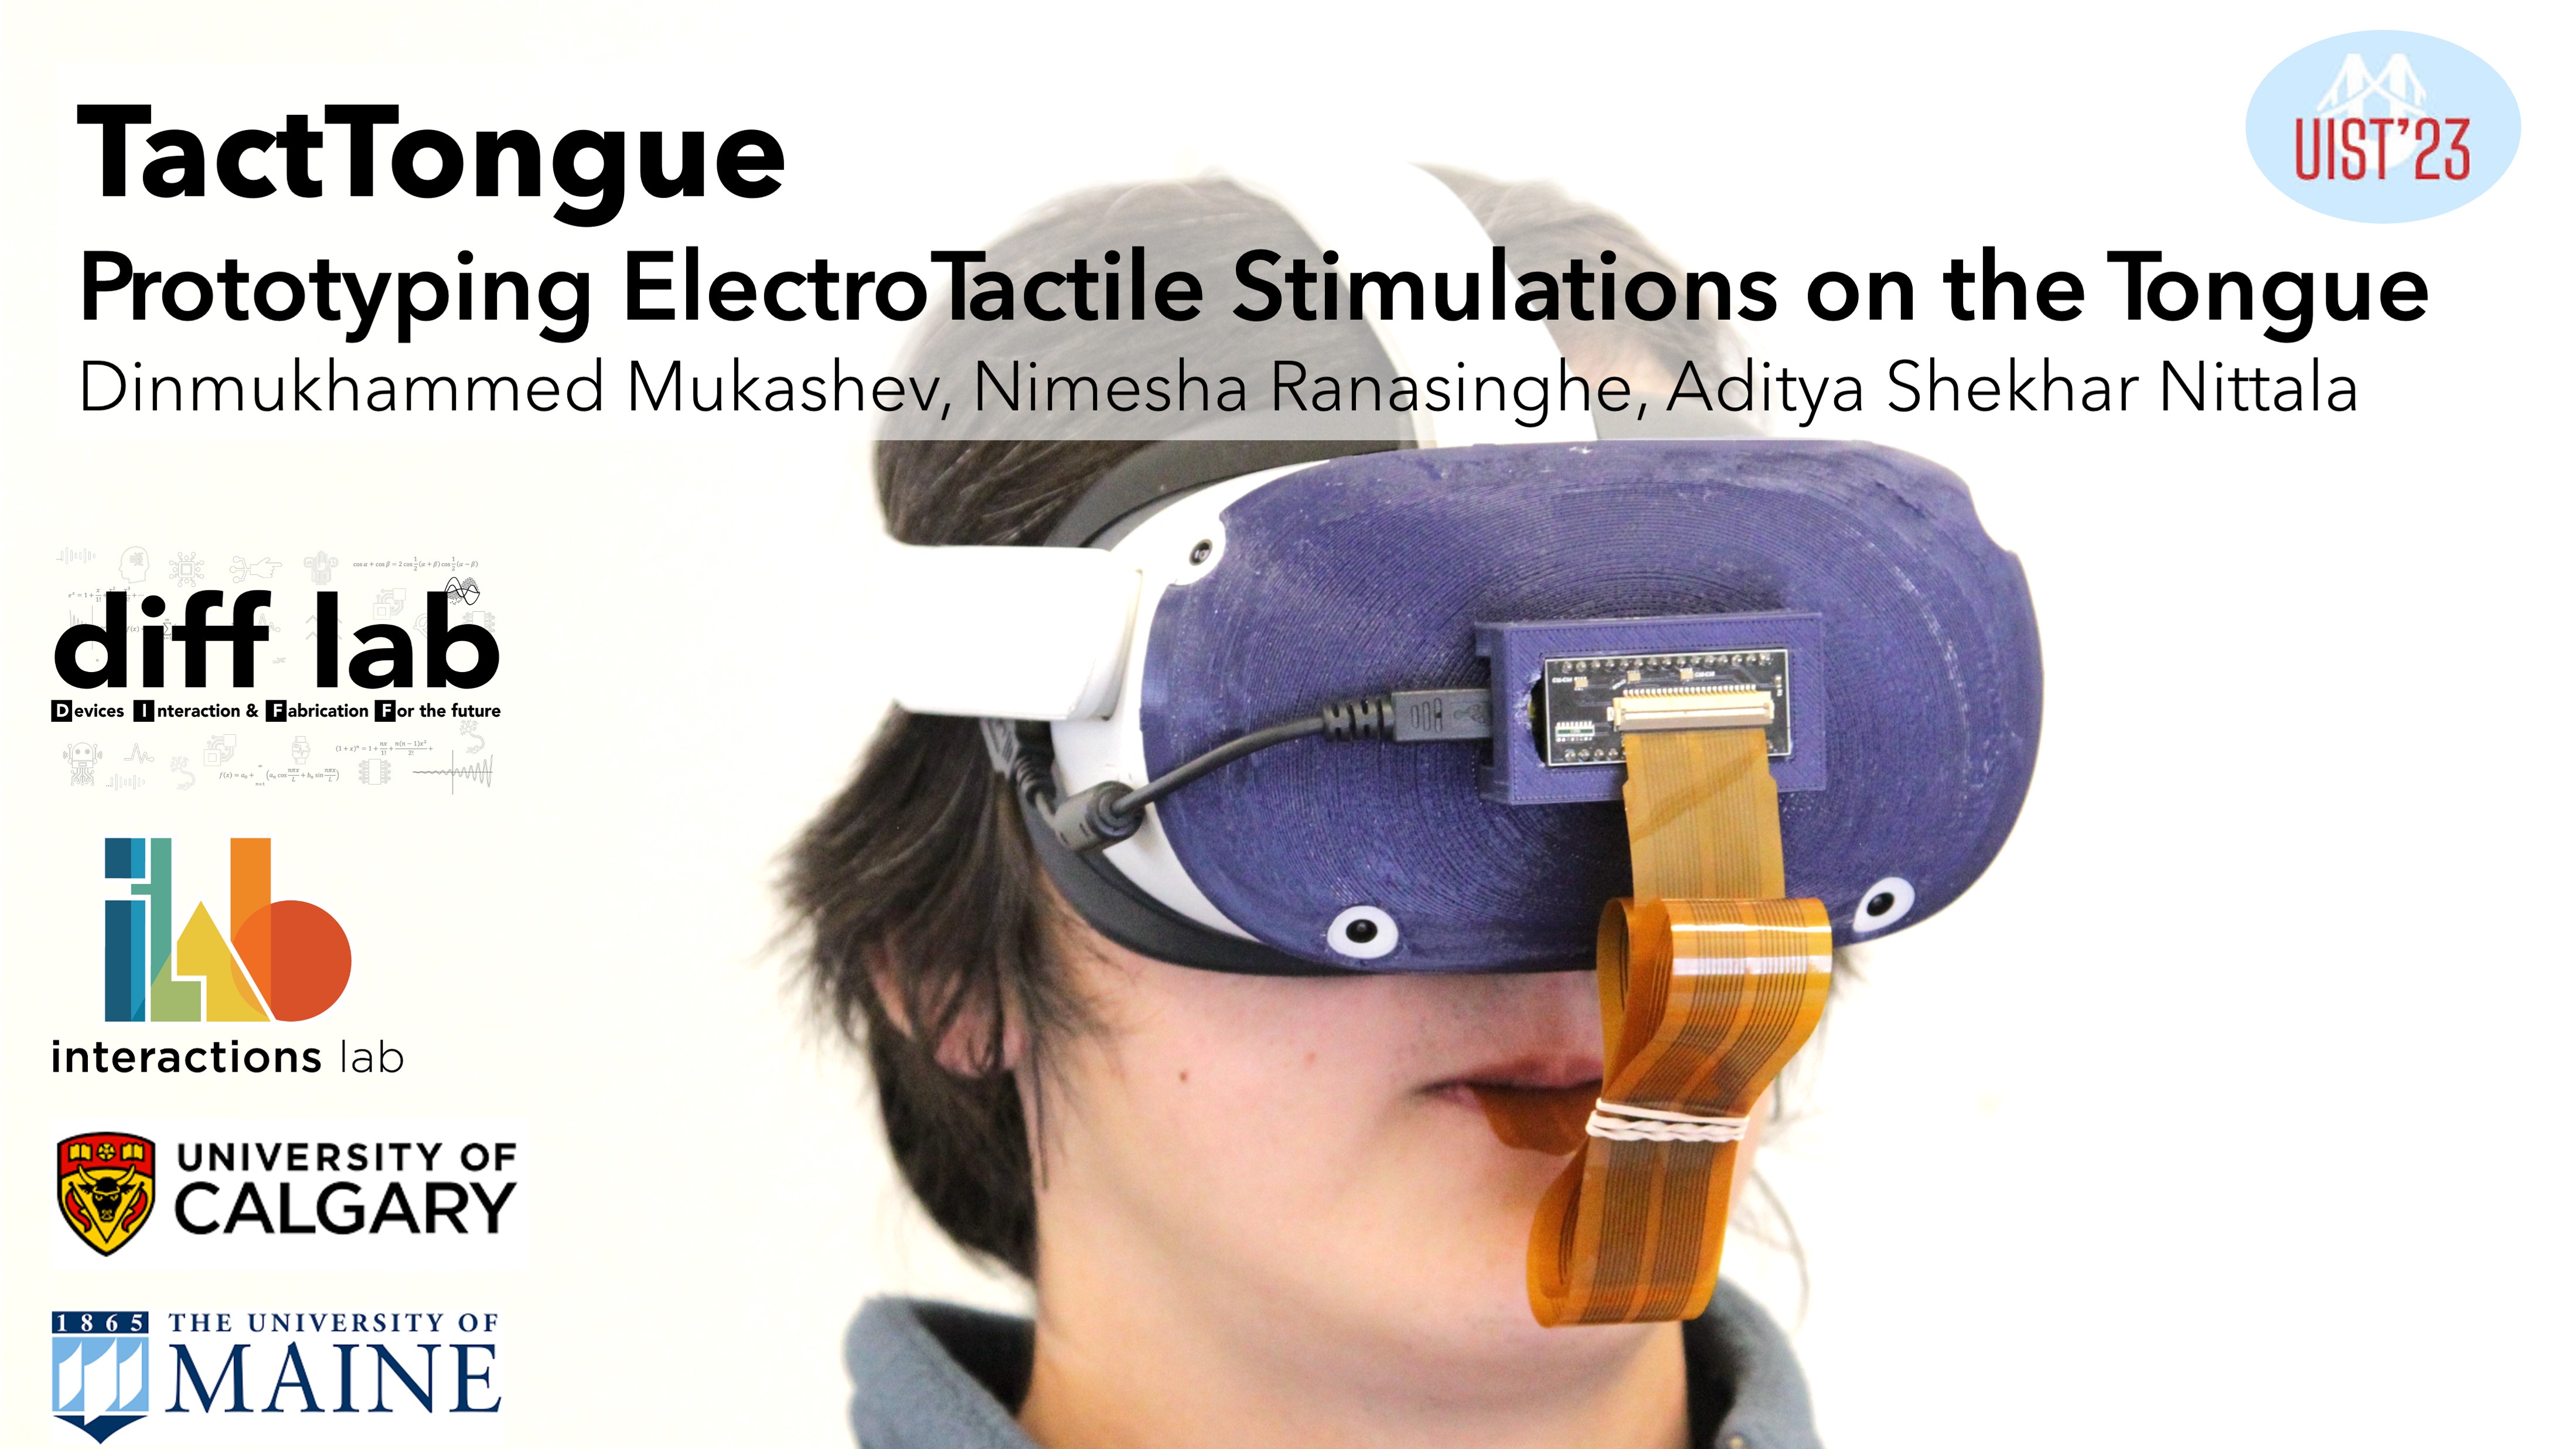 TactTongue
UIST'23
Prototyping ElectroTactile Stimulations on the Tongue
Dinmukhammed Mukashev, Nimesha Ranasinghe, Aditya Shekhar Nittala
diff lab
Devices Interaction & Fabrication For the future
ilab
interactions lab
UNIVERSITY OF
CALGARY
1865 THE UNIVERSITY OF
MAINE